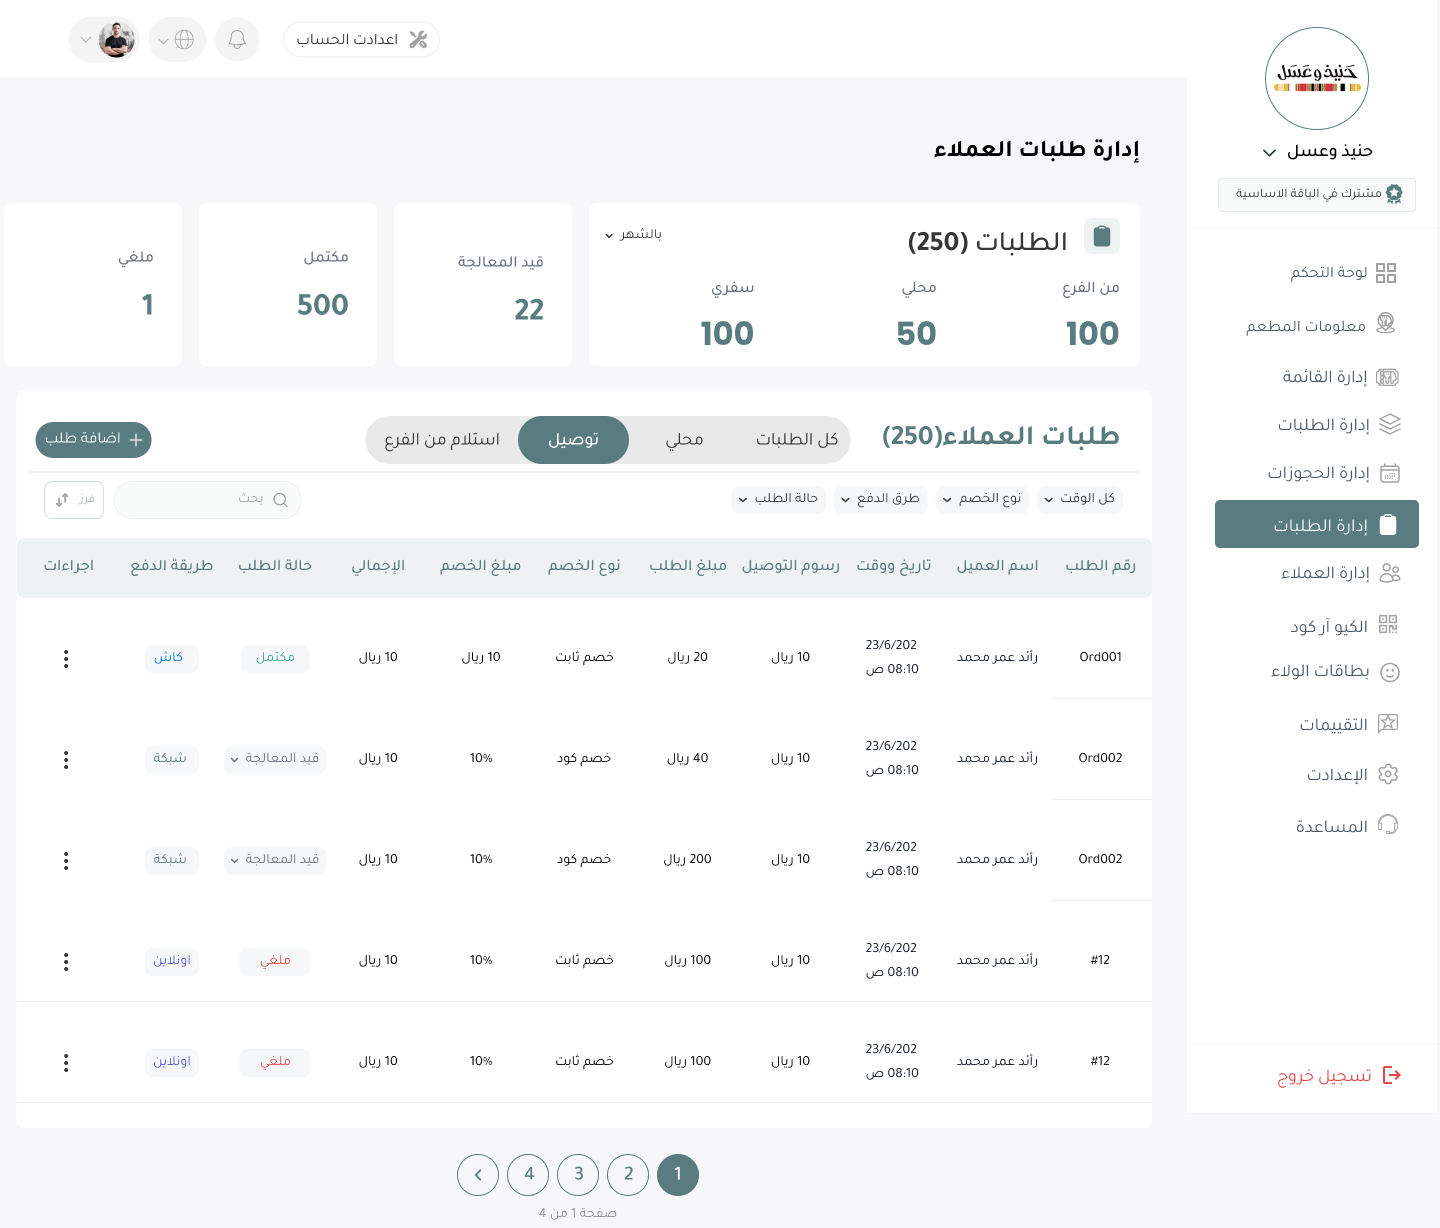 اعدادت الحساب
حنيذ وعسل
حنيذ وعسل
مشترك في الباقة الاساسية
لوحة التحكم
معلومات المطعم
إدارة القائمة
إدارة الطلبات
إدارة الحجوزات
إدارة الطلبات
إدارة العملاء
الكيو آر كود
بطاقات الولاء
التقييمات
الإعدادت
المساعدة
تسجيل خروج
إدارة طلبات العملاء
الطلبات (250) بالشهر
من الفرع محلي سفري
100 50 100
قيد المعالجة
22
مكتمل
500
ملغي
1
طلبات العملاء(250) كل الطلبات محلي توصيل استلام من الفرع + اضافة طلب
كل الوقت نوع الخصم طرق الدفع حالة الطلب بحث فرز
رقم الطلب اسم العميل تاريخ ووقت رسوم التوصيل مبلغ الطلب نوع الخصم مبلغ الخصم الإجمالي حالة الطلب طريقة الدفع اجراءات
Ord001 رأئد عمر محمد 23/6/202 08:10 ص 10 ريال 20 ريال خصم ثابت 10 ريال 10 ريال مكتمل كاش
Ord002 رأئد عمر محمد 23/6/202 08:10 ص 10 ريال 40 ريال خصم كود 10% 10 ريال قيد المعالجة شبكة
Ord002 رأئد عمر محمد 23/6/202 08:10 ص 10 ريال 200 ريال خصم كود 10% 10 ريال قيد المعالجة شبكة
#12 رأئد عمر محمد 23/6/202 08:10 ص 10 ريال 100 ريال خصم ثابت 10% 10 ريال ملغي اونلاين
#12 رأئد عمر محمد 23/6/202 08:10 ص 10 ريال 100 ريال خصم ثابت 10% 10 ريال ملغي اونلاين
1 2 3 4
صفحة 1 من 4